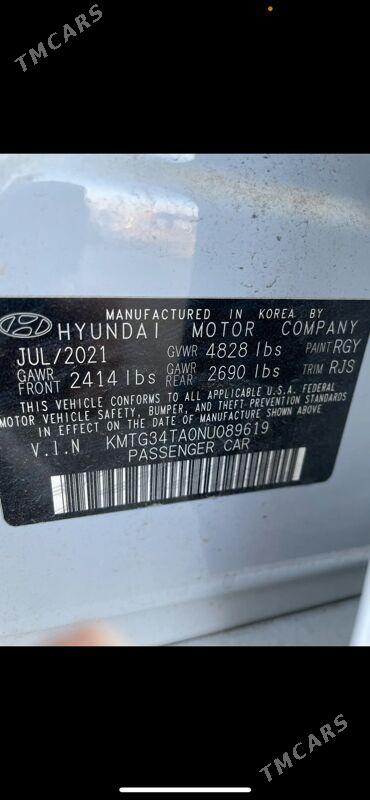 TMCARS
MANUFACTURED IN KOREA BY
HYUNDAI MOTOR COMPANY
JUL/2021 GVWR 4828 lbs PAINT RGY
GAWR FRONT 2414 lbs GAWR REAR 2690 lbs TRIM RJS
THIS VEHICLE CONFORMS TO ALL APPLICABLE U.S.A. FEDERAL
MOTOR VEHICLE SAFETY, BUMPER, AND THEFT-PREVENTION STANDARDS
IN EFFECT ON THE DATE OF MANUFACTURE SHOWN ABOVE.
V.I.N KMTG34TA0NU089619
PASSENGER CAR
TMCARS